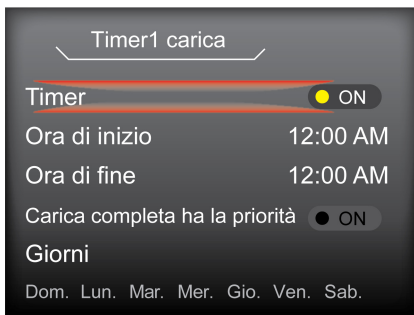 Timer1 carica
Timer ON
Ora di inizio 12:00 AM
Ora di fine 12:00 AM
Carica completa ha la priorità ON
Giorni
Dom. Lun. Mar. Mer. Gio. Ven. Sab.